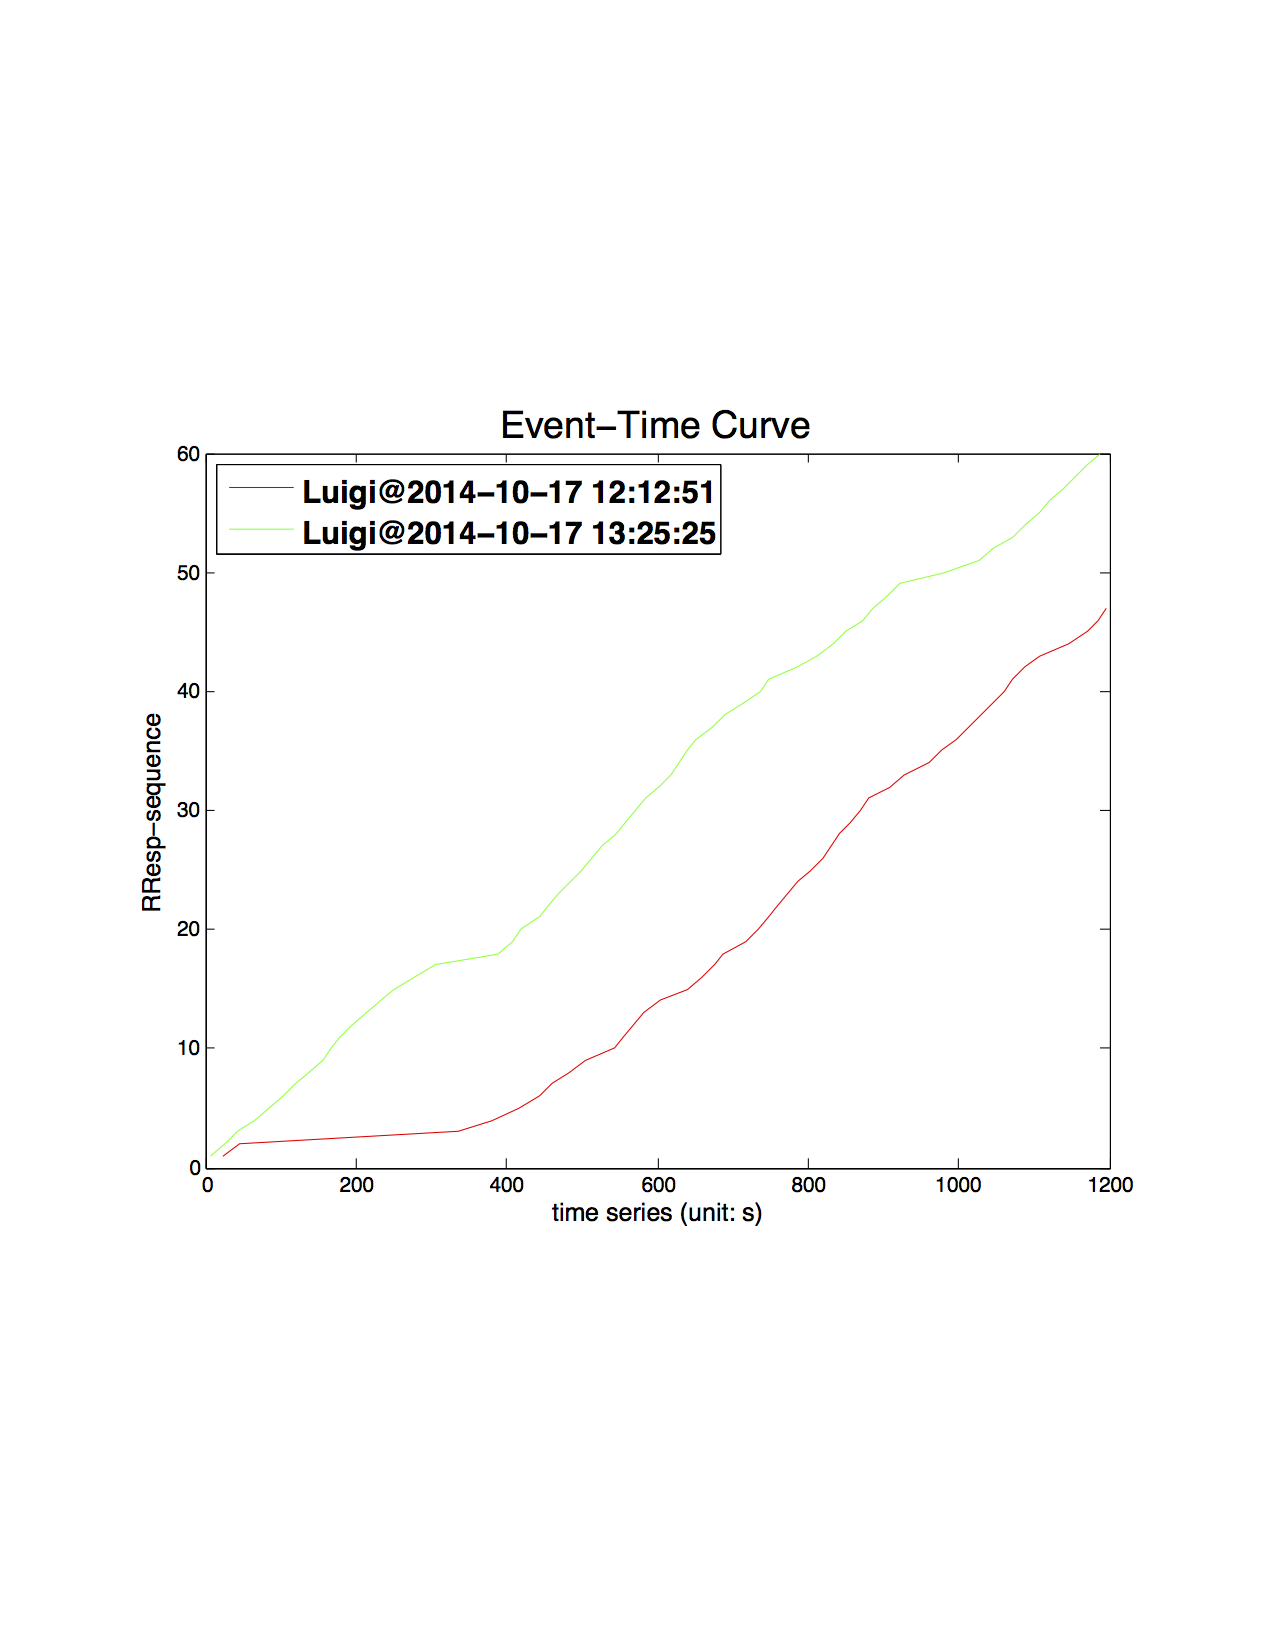 Event–Time Curve
60
50
40
30
20
10
0
Luigi@2014–10–17 12:12:51
Luigi@2014–10–17 13:25:25
RResp–sequence
0 200 400 600 800 1000 1200
time series (unit: s)